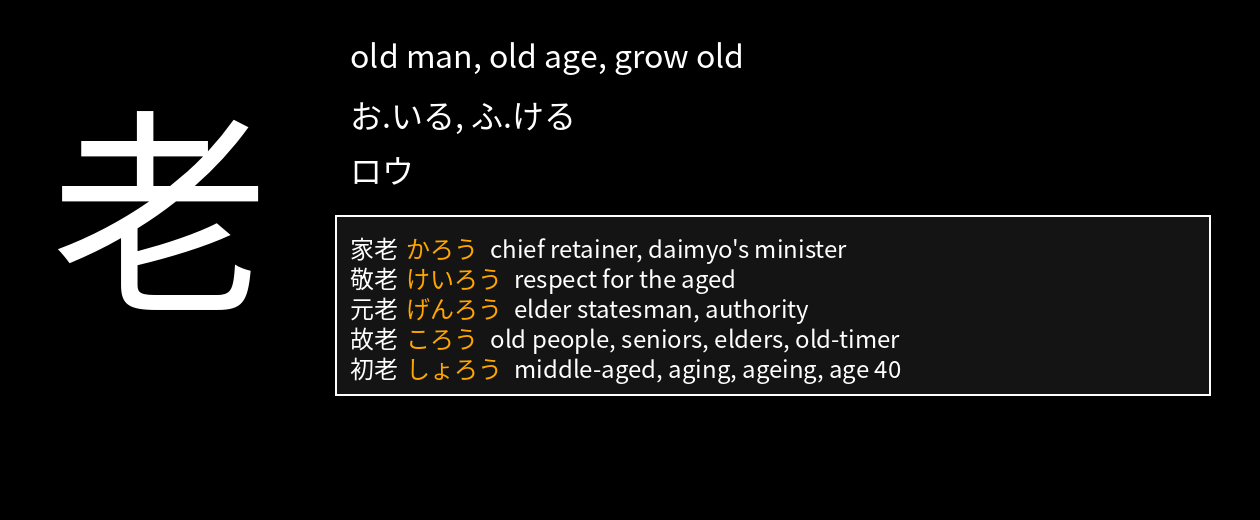 老
old man, old age, grow old
お.いる, ふ.ける
ロウ
家老 かろう chief retainer, daimyo's minister
敬老 けいろう respect for the aged
元老 げんろう elder statesman, authority
故老 ころう old people, seniors, elders, old-timer
初老 しょろう middle-aged, aging, ageing, age 40